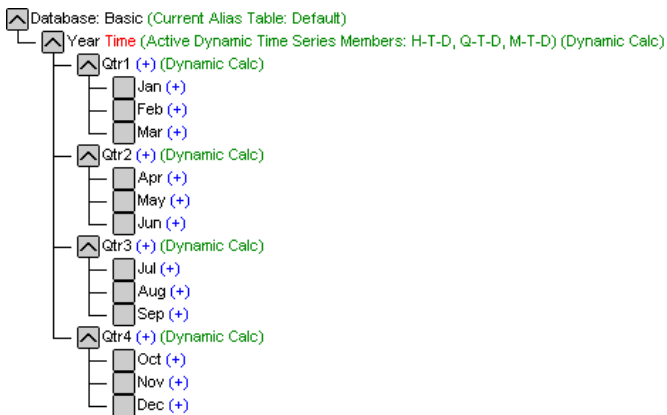 Database: Basic (Current Alias Table: Default)
Year Time (Active Dynamic Time Series Members: H-T-D, Q-T-D, M-T-D) (Dynamic Calc)
Qtr1 (+) (Dynamic Calc)
Jan (+)
Feb (+)
Mar (+)
Qtr2 (+) (Dynamic Calc)
Apr (+)
May (+)
Jun (+)
Qtr3 (+) (Dynamic Calc)
Jul (+)
Aug (+)
Sep (+)
Qtr4 (+) (Dynamic Calc)
Oct (+)
Nov (+)
Dec (+)